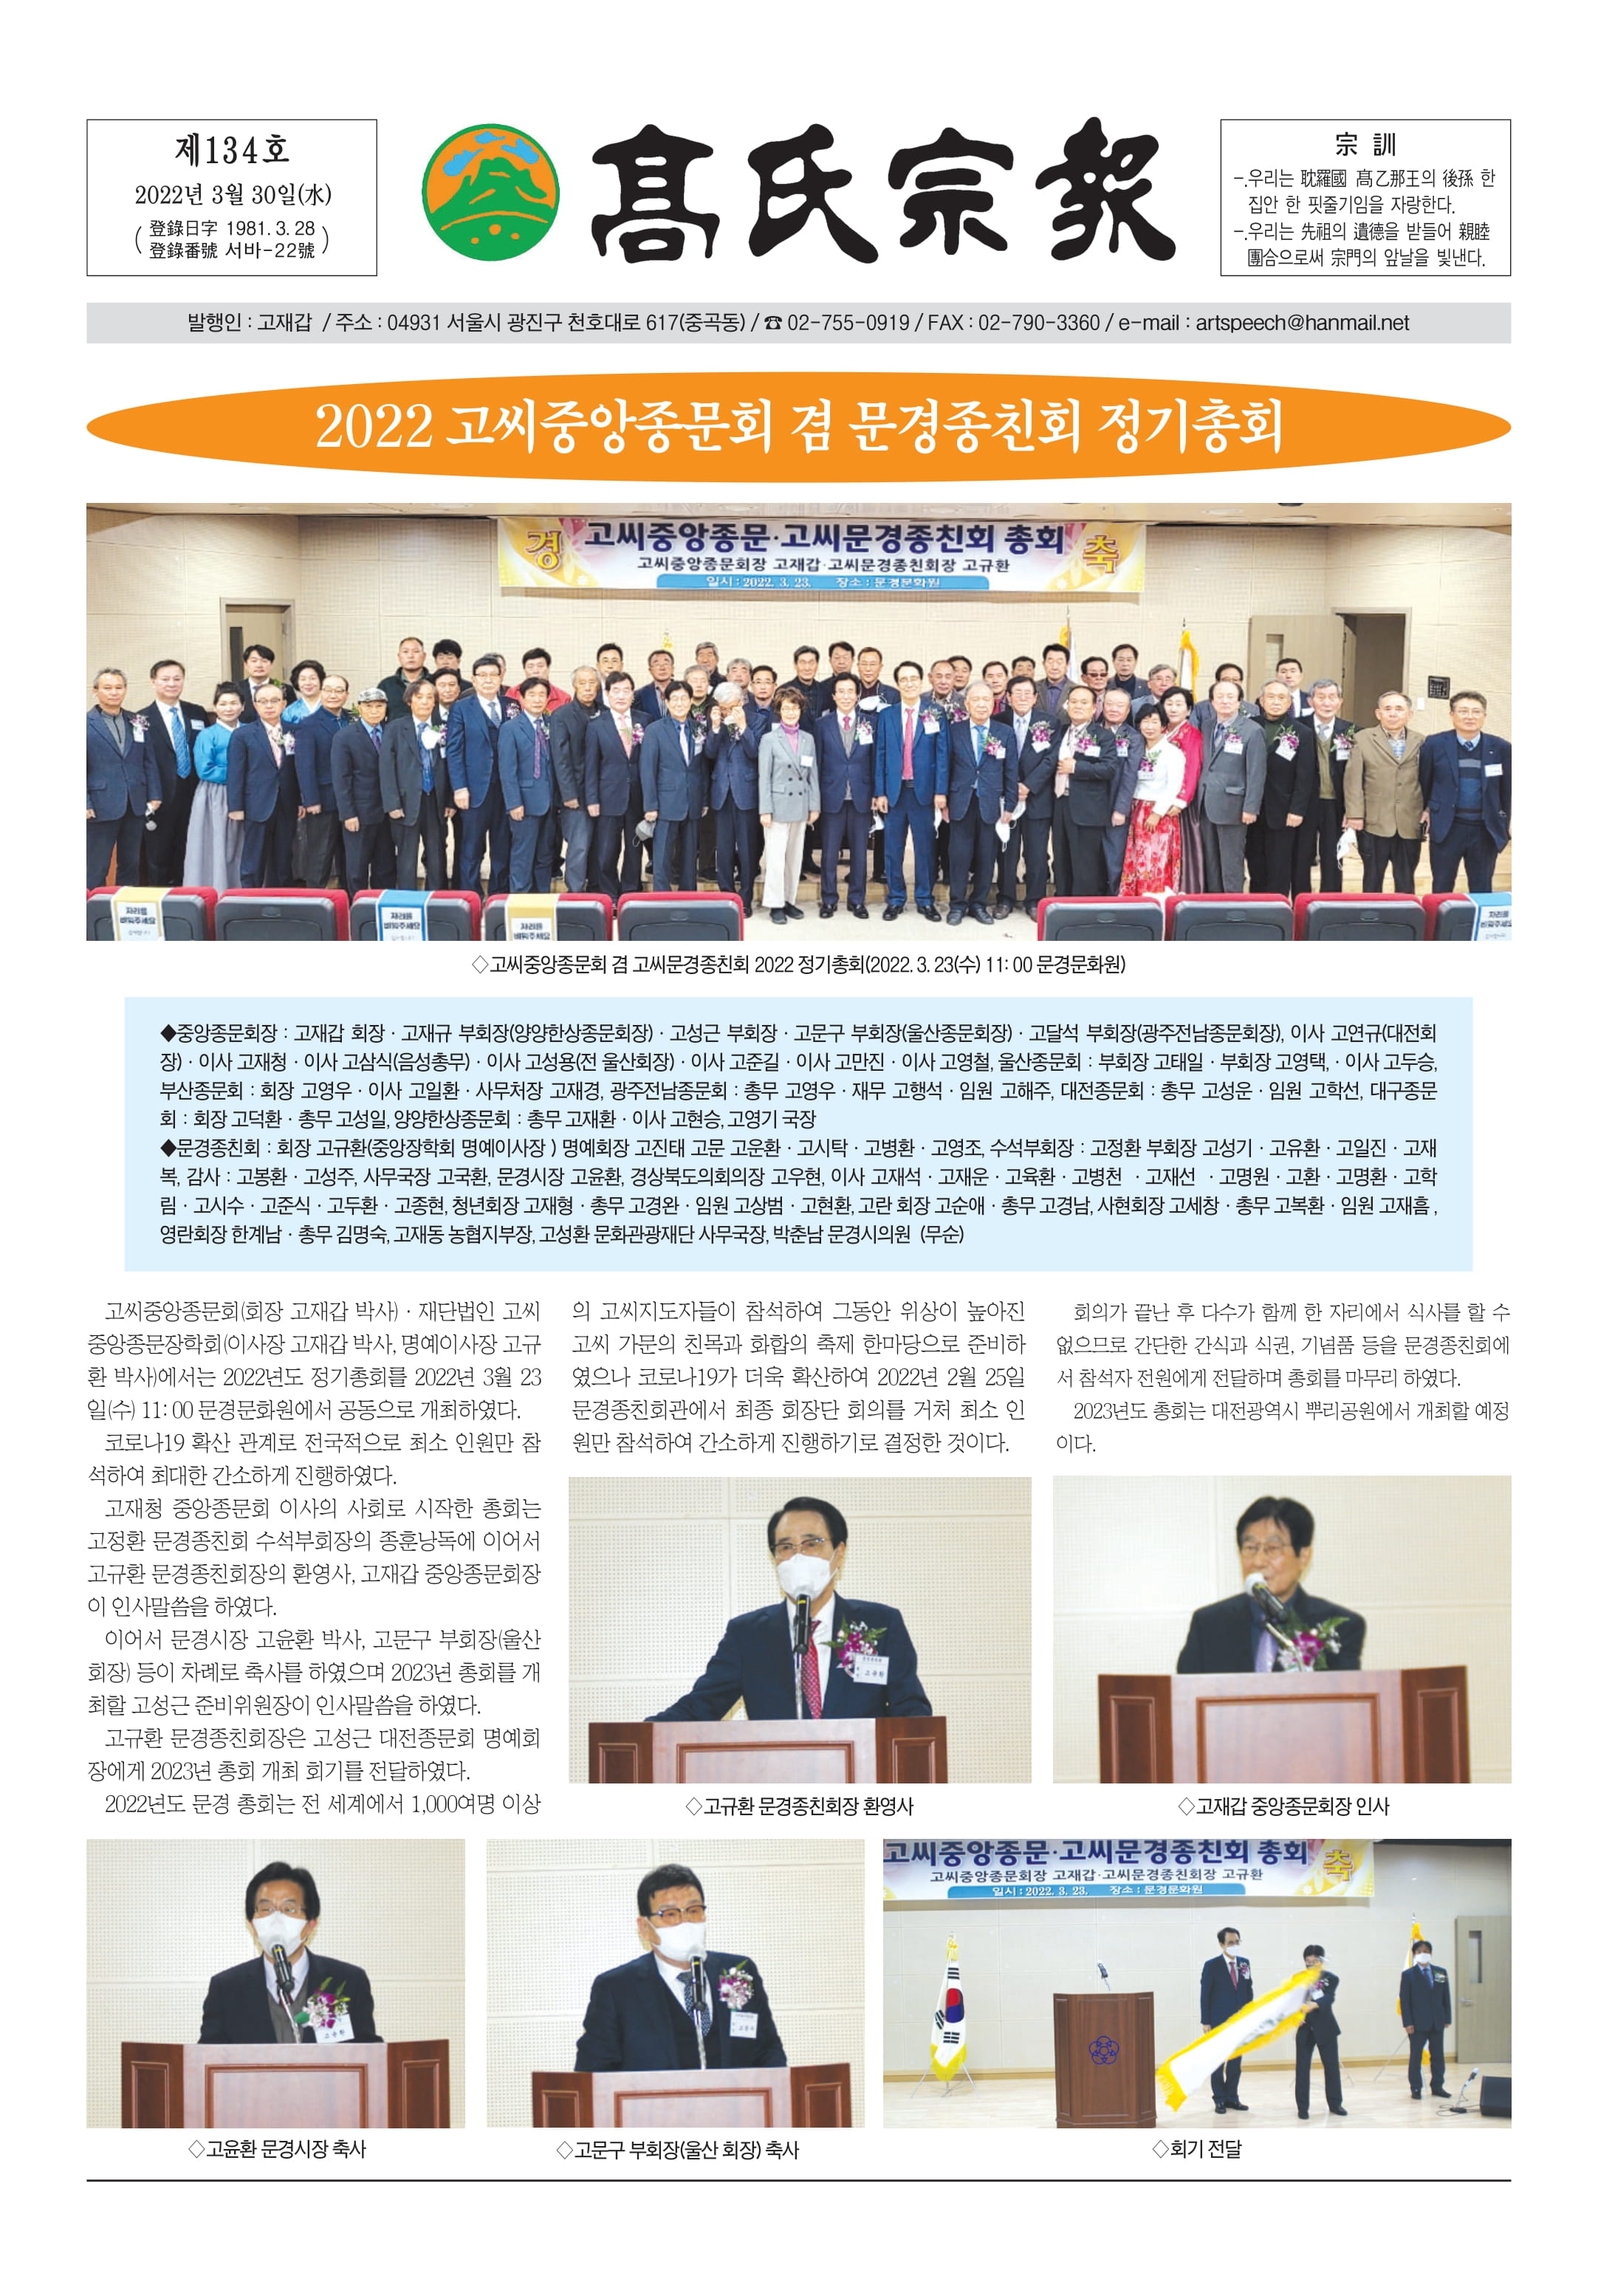 제134호
2022년 3월 30일(水)
( 登錄日字 1981. 3. 28
登錄番號 서바-22號 )
髙氏宗報
宗 訓
-.우리는 耽羅國 髙乙那王의 後孫 한
집안 한 핏줄기임을 자랑한다.
-.우리는 先祖의 遺德을 받들어 親睦
團合으로써 宗門의 앞날을 빛낸다.
발행인 : 고재갑 / 주소 : 04931 서울시 광진구 천호대로 617(중곡동) / ☎ 02-755-0919 / FAX : 02-790-3360 / e-mail : artspeech@hanmail.net
2022 고씨중앙종문회 겸 문경종친회 정기총회
경 고씨중앙종문·고씨문경종친회 총회 축
고씨중앙종문회장 고재갑·고씨문경종친회장 고규환
일시 : 2022. 3. 23. 장소 : 문경문화원
자리를
비워주세요
자리를
비워주세요
자리를
비워주세요
자리를
비워주세요
◇고씨중앙종문회 겸 고씨문경종친회 2022 정기총회(2022. 3. 23(수) 11: 00 문경문화원)
◆중앙종문회장 : 고재갑 회장 · 고재규 부회장(양양한상종문회장) · 고성근 부회장 · 고문구 부회장(울산종문회장) · 고달석 부회장(광주전남종문회장), 이사 고연규(대전회
장) · 이사 고재청 · 이사 고삼식(음성총무) · 이사 고성용(전 울산회장) · 이사 고준길 · 이사 고만진 · 이사 고영철, 울산종문회 : 부회장 고태일 · 부회장 고영택, · 이사 고두승,
부산종문회 : 회장 고영우 · 이사 고일환 · 사무처장 고재경, 광주전남종문회 : 총무 고영우 · 재무 고행석 · 임원 고해주, 대전종문회 : 총무 고성운 · 임원 고학선, 대구종문
회 : 회장 고덕환 · 총무 고성일, 양양한상종문회 : 총무 고재환 · 이사 고현승, 고영기 국장
◆문경종친회 : 회장 고규환(중앙장학회 명예이사장 ) 명예회장 고진태 고문 고운환 · 고시탁 · 고병환 · 고영조, 수석부회장 : 고정환 부회장 고성기 · 고유환 · 고일진 · 고재
복, 감사 : 고봉환 · 고성주, 사무국장 고국환, 문경시장 고윤환, 경상북도의회의장 고우현, 이사 고재석 · 고재운 · 고육환 · 고병천 · 고재선 · 고명원 · 고환 · 고명환 · 고학
림 · 고시수 · 고준식 · 고두환 · 고종현, 청년회장 고재형 · 총무 고경완 · 임원 고상범 · 고현환, 고란 회장 고순애 · 총무 고경남, 사현회장 고세창 · 총무 고복환 · 임원 고재흠 ,
영란회장 한계남 · 총무 김명숙, 고재동 농협지부장, 고성환 문화관광재단 사무국장, 박춘남 문경시의원 (무순)
고씨중앙종문회(회장 고재갑 박사) · 재단법인 고씨
중앙종문장학회(이사장 고재갑 박사, 명예이사장 고규
환 박사)에서는 2022년도 정기총회를 2022년 3월 23
일(수) 11: 00 문경문화원에서 공동으로 개최하였다.
코로나19 확산 관계로 전국적으로 최소 인원만 참
석하여 최대한 간소하게 진행하였다.
고재청 중앙종문회 이사의 사회로 시작한 총회는
고정환 문경종친회 수석부회장의 종훈낭독에 이어서
고규환 문경종친회장의 환영사, 고재갑 중앙종문회장
이 인사말씀을 하였다.
이어서 문경시장 고윤환 박사, 고문구 부회장(울산
회장) 등이 차례로 축사를 하였으며 2023년 총회를 개
최할 고성근 준비위원장이 인사말씀을 하였다.
고규환 문경종친회장은 고성근 대전종문회 명예회
장에게 2023년 총회 개최 회기를 전달하였다.
2022년도 문경 총회는 전 세계에서 1,000여명 이상
의 고씨지도자들이 참석하여 그동안 위상이 높아진
고씨 가문의 친목과 화합의 축제 한마당으로 준비하
였으나 코로나19가 더욱 확산하여 2022년 2월 25일
문경종친회관에서 최종 회장단 회의를 거처 최소 인
원만 참석하여 간소하게 진행하기로 결정한 것이다.
회의가 끝난 후 다수가 함께 한 자리에서 식사를 할 수
없으므로 간단한 간식과 식권, 기념품 등을 문경종친회에
서 참석자 전원에게 전달하며 총회를 마무리 하였다.
2023년도 총회는 대전광역시 뿌리공원에서 개최할 예정
이다.
고규환
◇고규환 문경종친회장 환영사
◇고재갑 중앙종문회장 인사
◇고윤환 문경시장 축사
◇고문구 부회장(울산 회장) 축사
고씨중앙종문·고씨문경종친회 총회 축
고씨중앙종문회장 고재갑·고씨문경종친회장 고규환
일시 : 2022. 3. 23. 장소 : 문경문화원
◇회기 전달